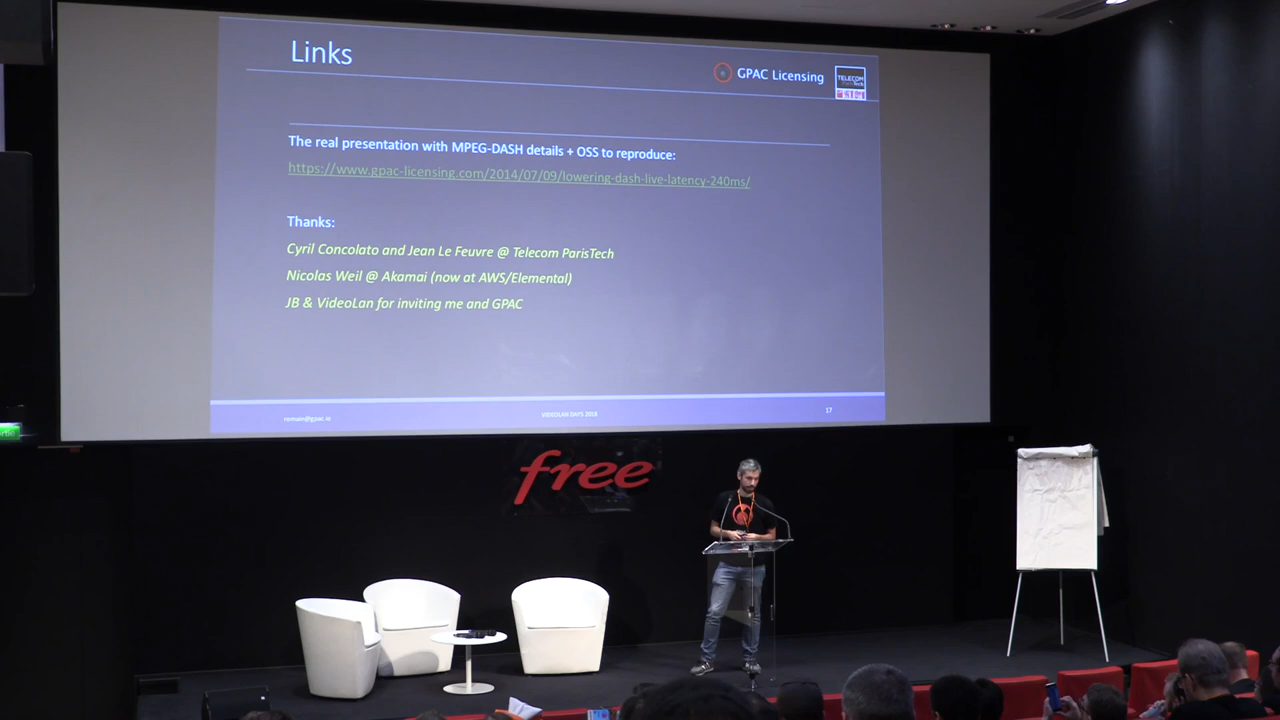 Links
GPAC Licensing
TELECOM
ParisTech
The real presentation with MPEG-DASH details + OSS to reproduce:
https://www.gpac-licensing.com/2014/07/09/lowering-dash-live-latency-240ms/
Thanks:
Cyril Concolato and Jean Le Feuvre @ Telecom ParisTech
Nicolas Weil @ Akamai (now at AWS/Elemental)
JB & VideoLan for inviting me and GPAC
romain@gpac.io
VIDEOLAN DAYS 2018
17
free